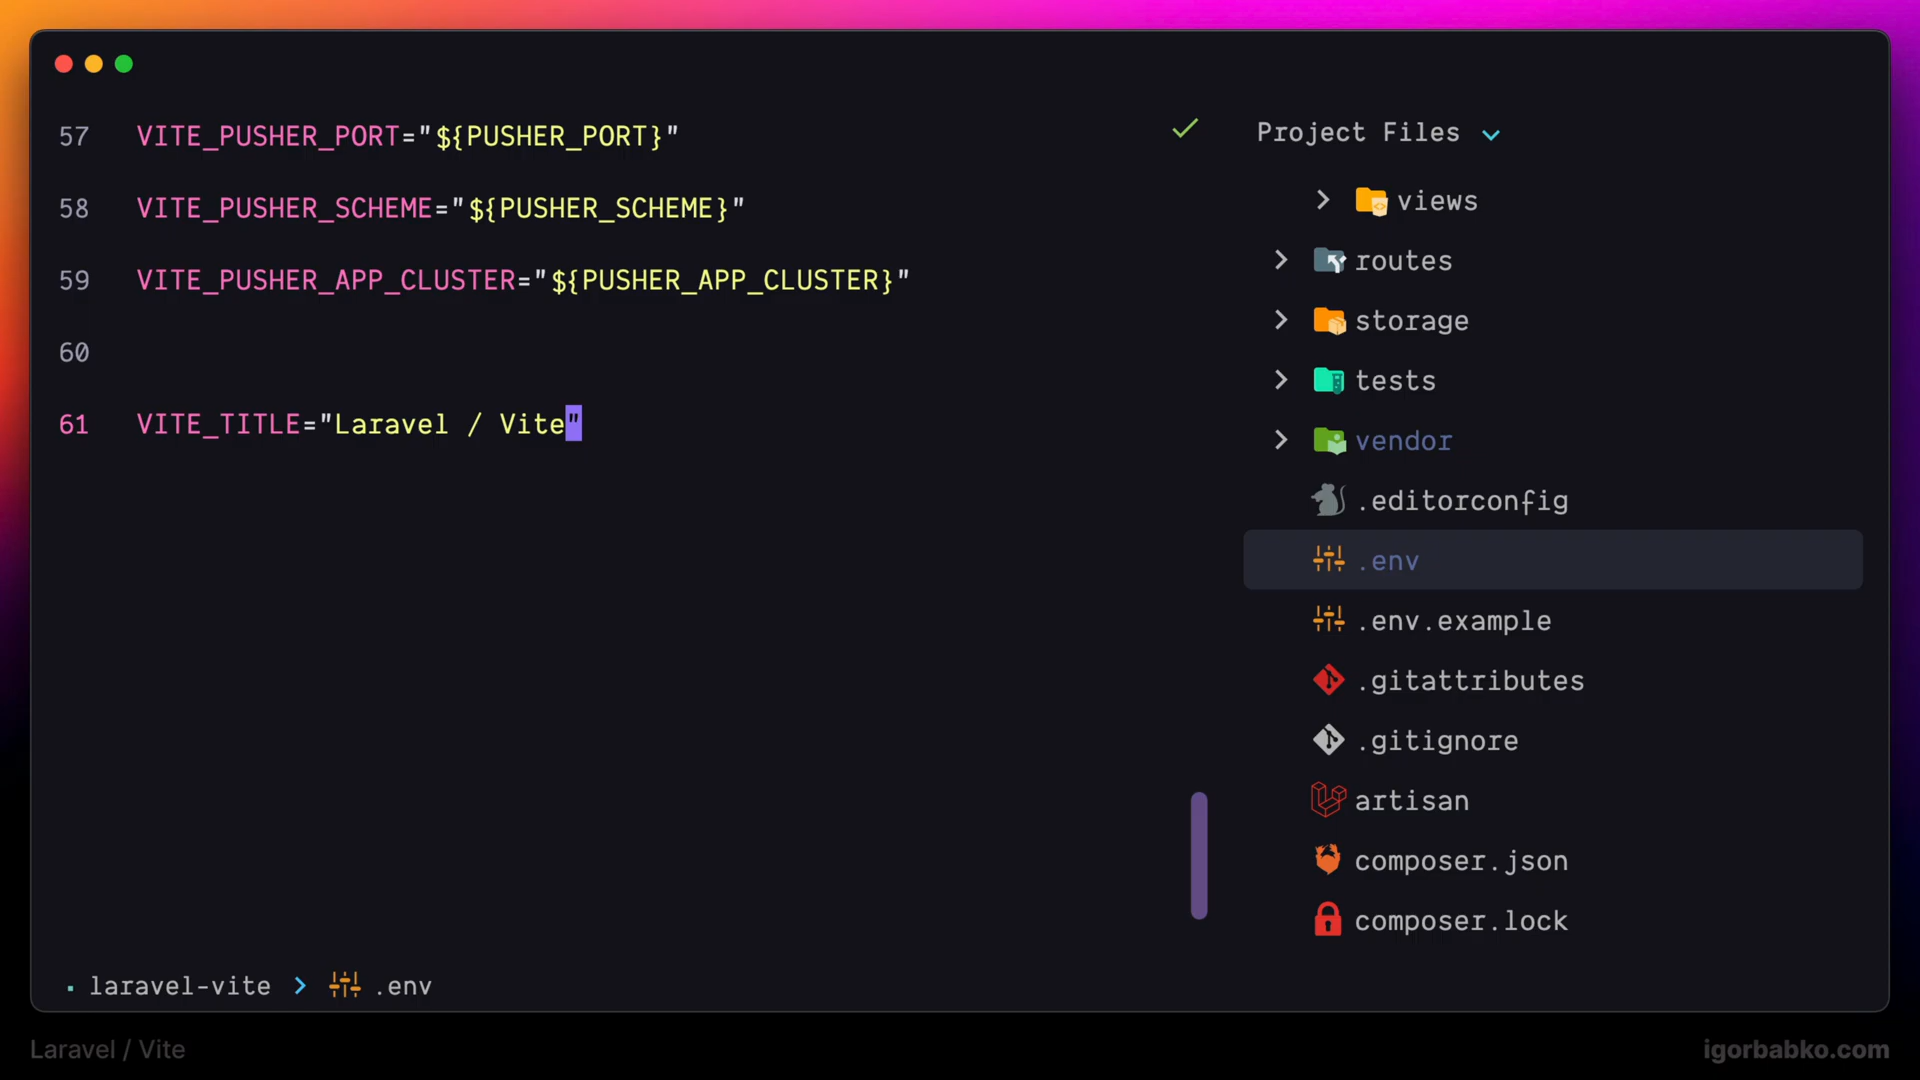 57 VITE_PUSHER_PORT="${PUSHER_PORT}"
58 VITE_PUSHER_SCHEME="${PUSHER_SCHEME}"
59 VITE_PUSHER_APP_CLUSTER="${PUSHER_APP_CLUSTER}"
60
61 VITE_TITLE="Laravel / Vite"
Project Files
views
routes
storage
tests
vendor
.editorconfig
.env
.env.example
.gitattributes
.gitignore
artisan
composer.json
composer.lock
laravel-vite > .env
Laravel / Vite
igorbabko.com